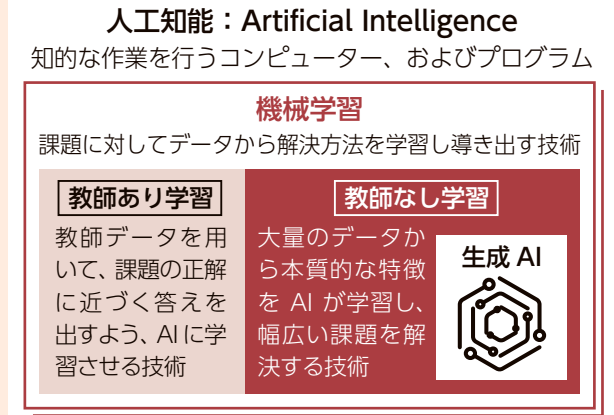 人工知能：Artificial Intelligence
知的な作業を行うコンピューター、およびプログラム
機械学習
課題に対してデータから解決方法を学習し導き出す技術
教師あり学習
教師データを用
いて、課題の正解
に近づく答えを
出すよう、AIに学
習させる技術
教師なし学習
大量のデータか
ら本質的な特徴
を AI が学習し、
幅広い課題を解
決する技術
生成 AI